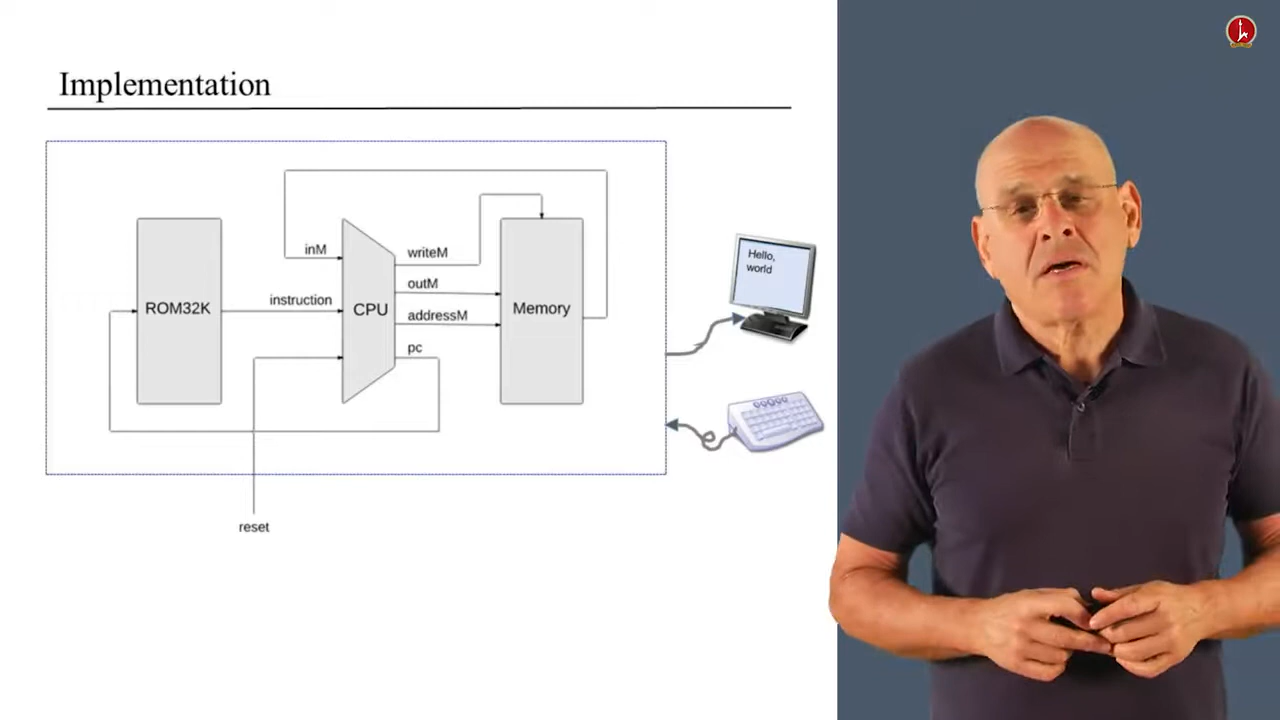 Implementation
inM
writeM
outM
instruction
ROM32K
CPU
addressM
Memory
pc
reset
Hello,
world